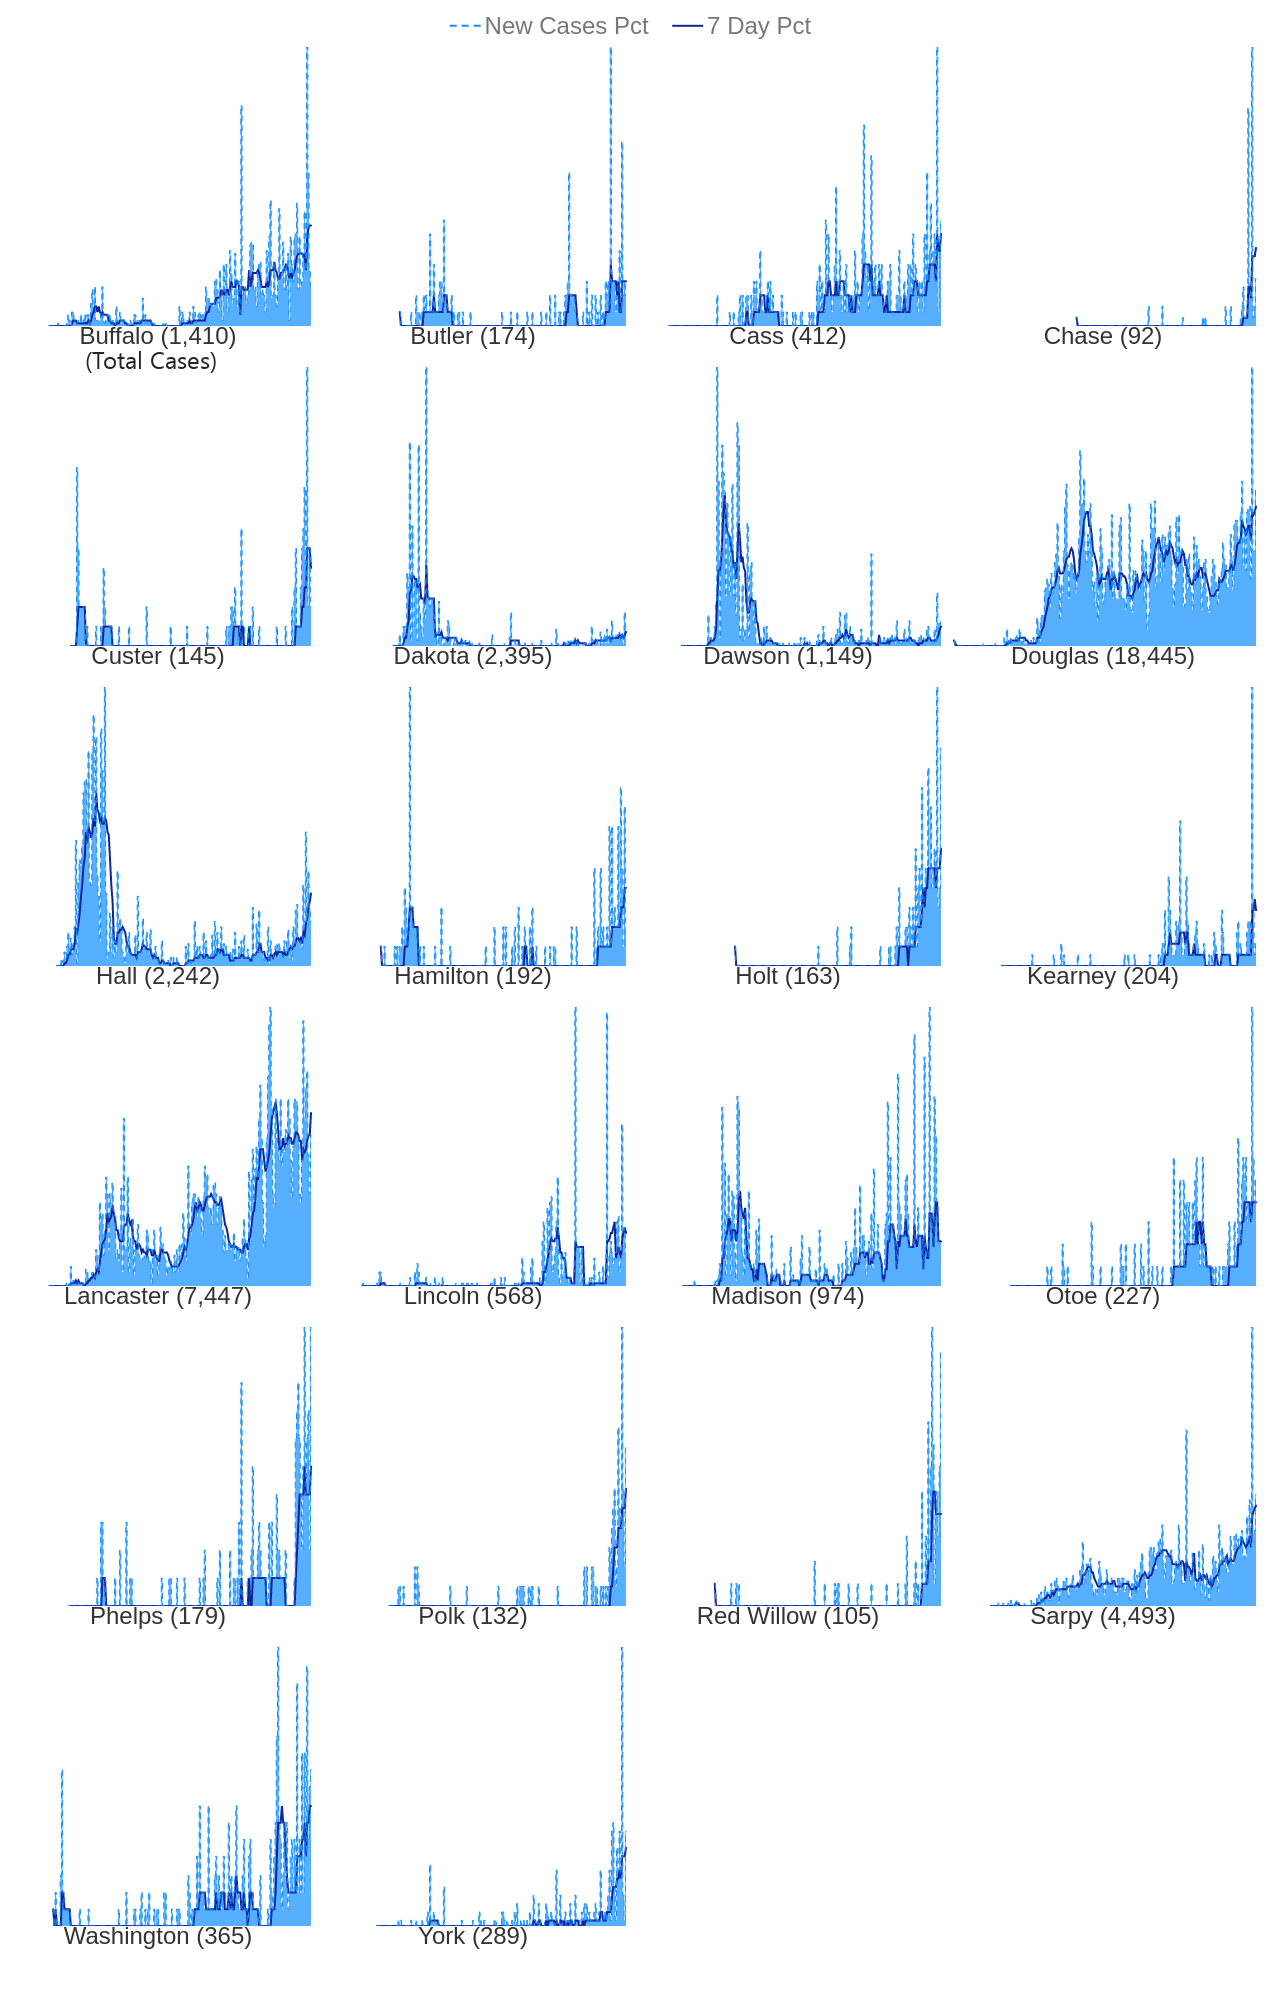 New Cases Pct 7 Day Pct
Buffalo (1,410) Butler (174) Cass (412) Chase (92)
(Total Cases)
Custer (145) Dakota (2,395) Dawson (1,149) Douglas (18,445)
Hall (2,242) Hamilton (192) Holt (163) Kearney (204)
Lancaster (7,447) Lincoln (568) Madison (974) Otoe (227)
Phelps (179) Polk (132) Red Willow (105) Sarpy (4,493)
Washington (365) York (289)